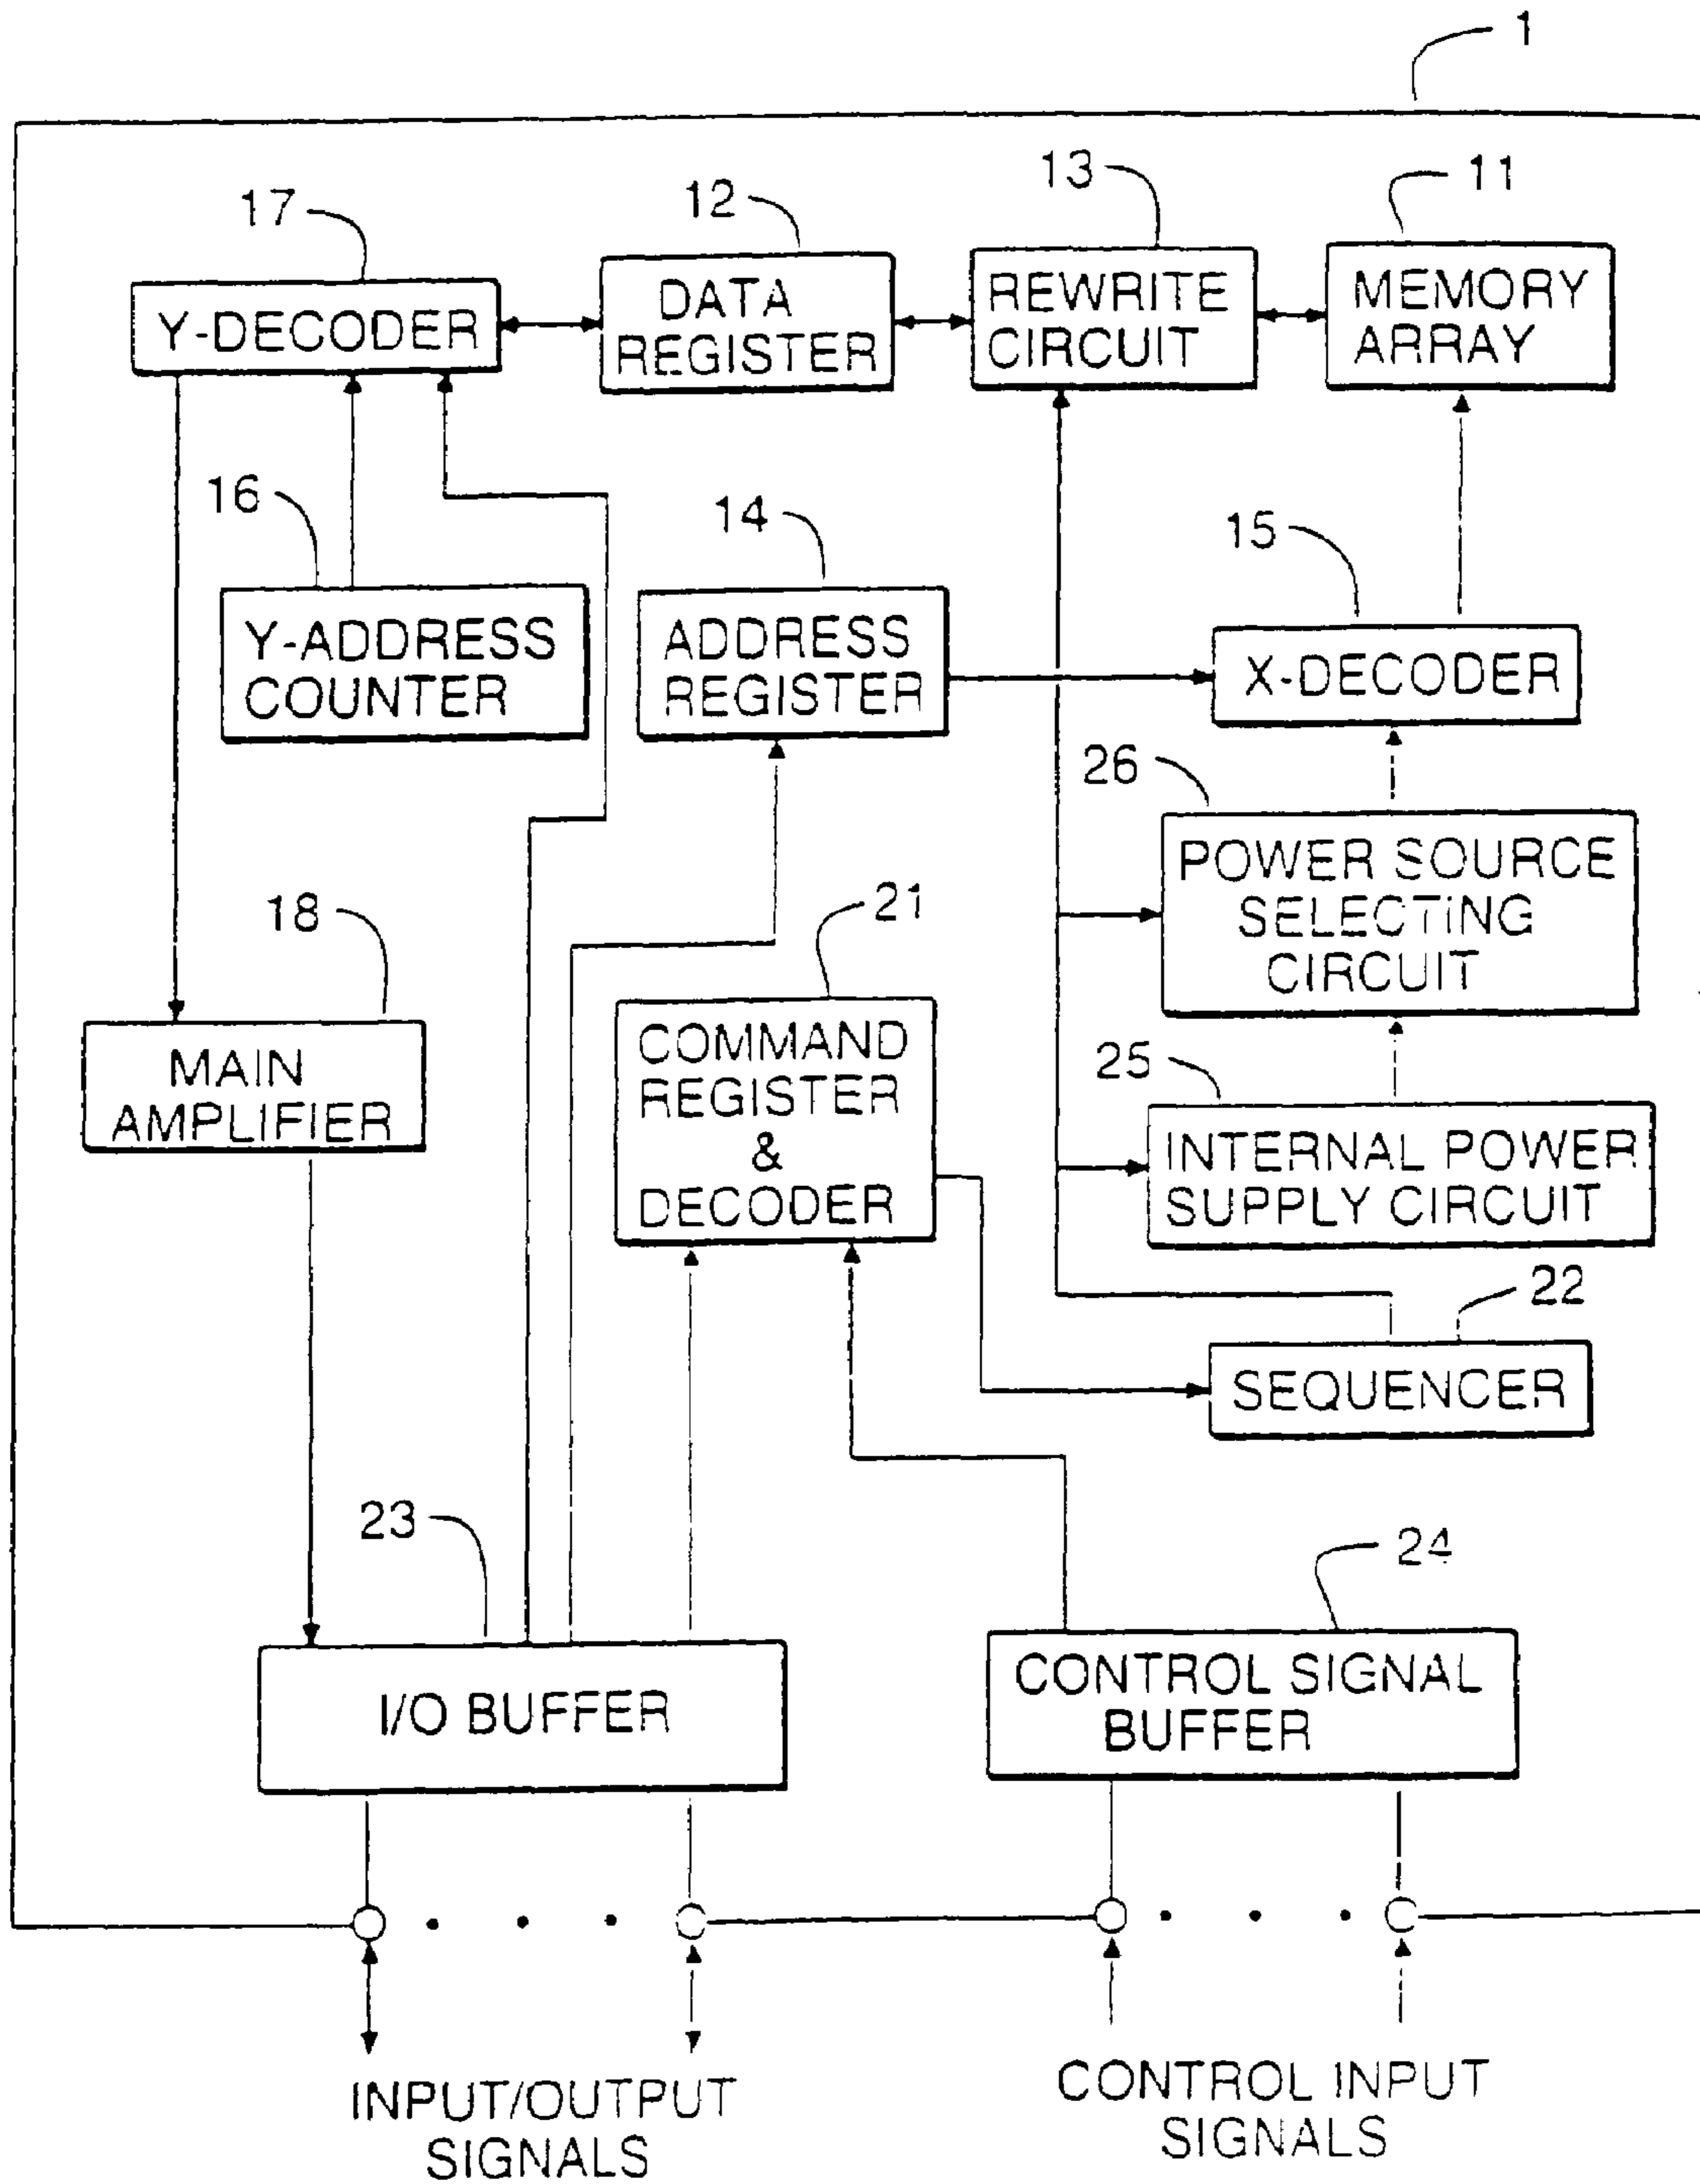 1
17
12
13
11
Y-DECODER
DATA
REGISTER
REWRITE
CIRCUIT
MEMORY
ARRAY
16
14
15
Y-ADDRESS
COUNTER
ADDRESS
REGISTER
X-DECODER
26
POWER SOURCE
SELECTING
CIRCUIT
18
21
MAIN
AMPLIFIER
COMMAND
REGISTER
&
DECODER
25
INTERNAL POWER
SUPPLY CIRCUIT
22
SEQUENCER
23
24
I/O BUFFER
CONTROL SIGNAL
BUFFER
INPUT/OUTPUT
SIGNALS
CONTROL INPUT
SIGNALS